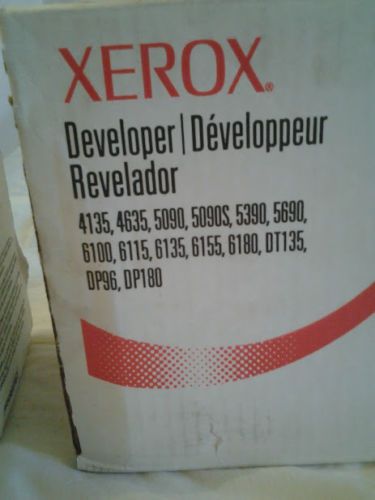 XEROX®
Developer | Développeur
Revelador
4135, 4635, 5090, 5090S, 5390, 5690,
6100, 6115, 6135, 6155, 6180, DT135,
DP96, DP180